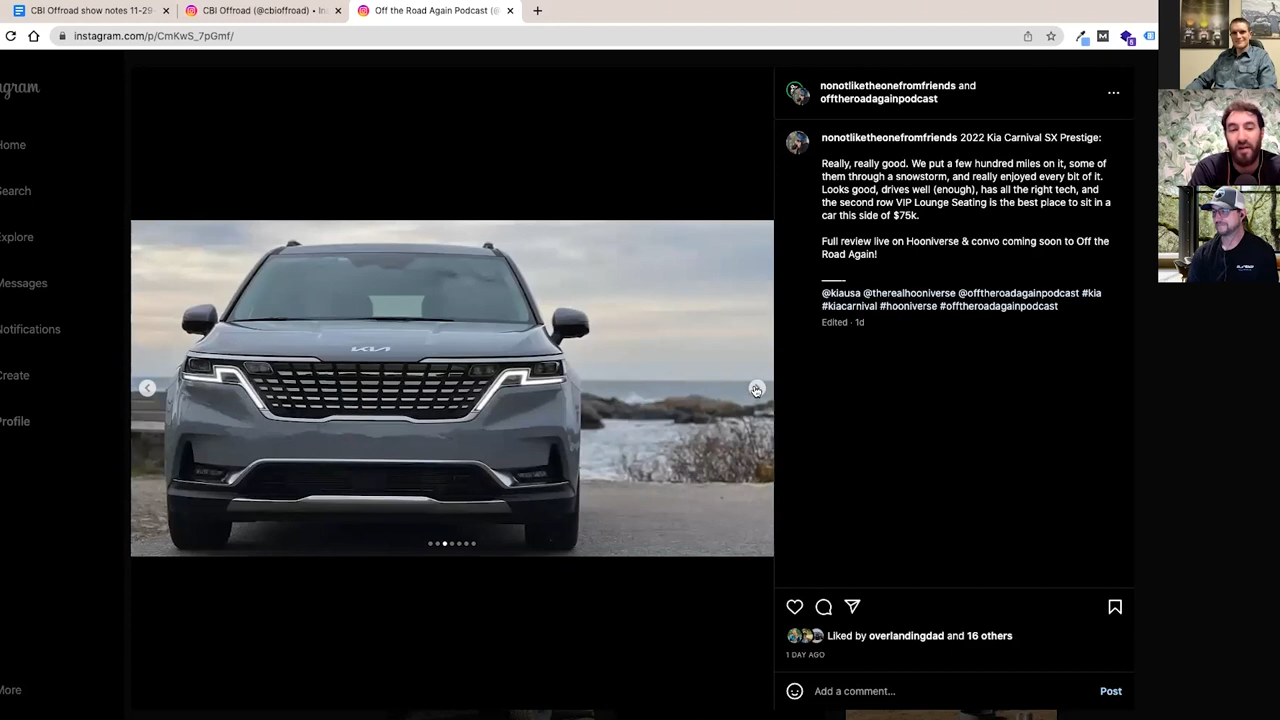 CBI Offroad show notes 11-29
CBI Offroad (@cbioffroad) • In
Off the Road Again Podcast (@
instagram.com/p/CmKwS_7pGmf/
gram
Home
Search
Explore
Messages
Notifications
Create
Profile
More
nonotliketheonefromfriends and
offtheroadagainpodcast
nonotliketheonefromfriends 2022 Kia Carnival SX Prestige:
Really, really good. We put a few hundred miles on it, some of
them through a snowstorm, and really enjoyed every bit of it.
Looks good, drives well (enough), has all the right tech, and
the second row VIP Lounge Seating is the best place to sit in a
car this side of $75k.
Full review live on Hooniverse & convo coming soon to Off the
Road Again!
@kiausa @therealhooniverse @offtheroadagainpodcast #kia
#kiacarnival #hooniverse #offtheroadagainpodcast
Edited · 1d
KIA
Liked by overlandingdad and 16 others
1 DAY AGO
Add a comment...
Post